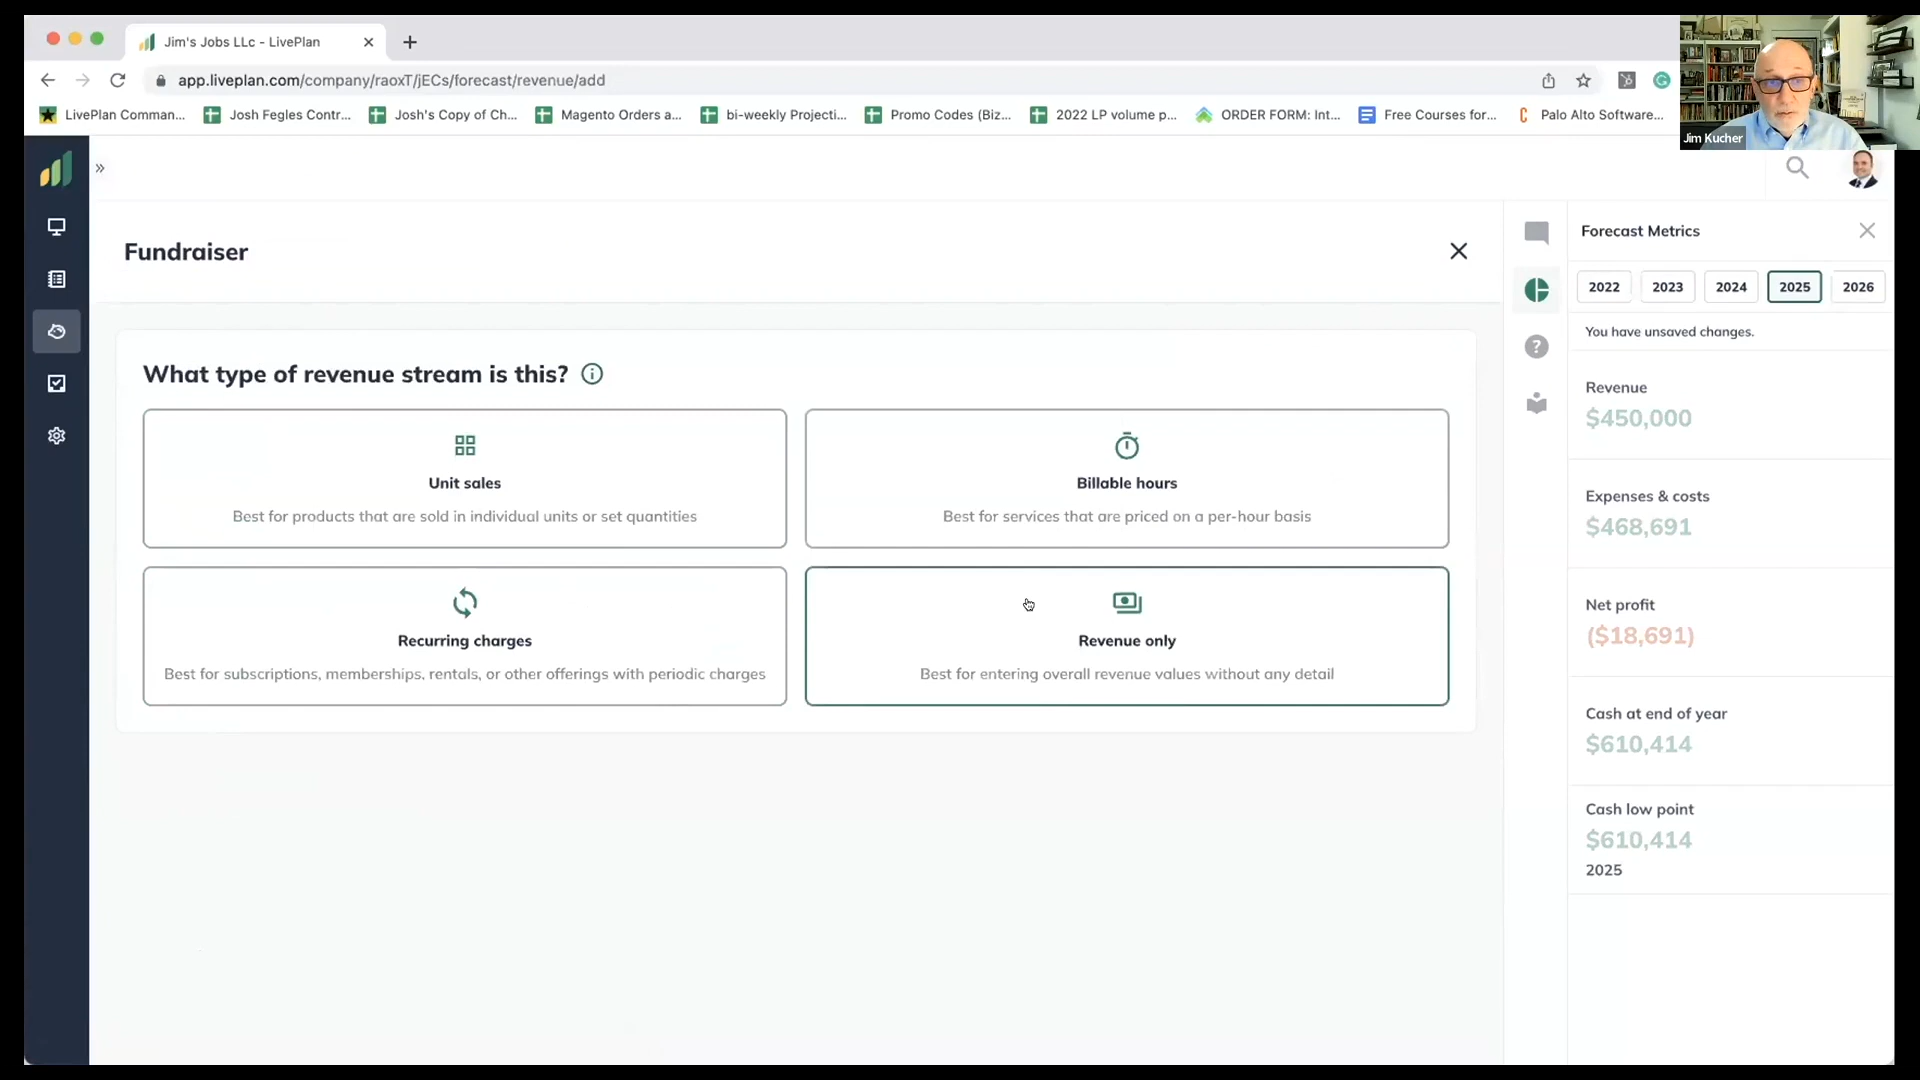 Jim's Jobs LLc - LivePlan
app.liveplan.com/company/raoxT/jECs/forecast/revenue/add
LivePlan Comman... Josh Fegles Contr... Josh's Copy of Ch... Magento Orders a... bi-weekly Projecti... Promo Codes (Biz... 2022 LP volume p... ORDER FORM: Int... Free Courses for... Palo Alto Software...
Jim Kucher
Fundraiser
What type of revenue stream is this?
Unit sales
Best for products that are sold in individual units or set quantities
Billable hours
Best for services that are priced on a per-hour basis
Recurring charges
Best for subscriptions, memberships, rentals, or other offerings with periodic charges
Revenue only
Best for entering overall revenue values without any detail
Forecast Metrics
2022 2023 2024 2025 2026
You have unsaved changes.
Revenue
$450,000
Expenses & costs
$468,691
Net profit
($18,691)
Cash at end of year
$610,414
Cash low point
$610,414
2025